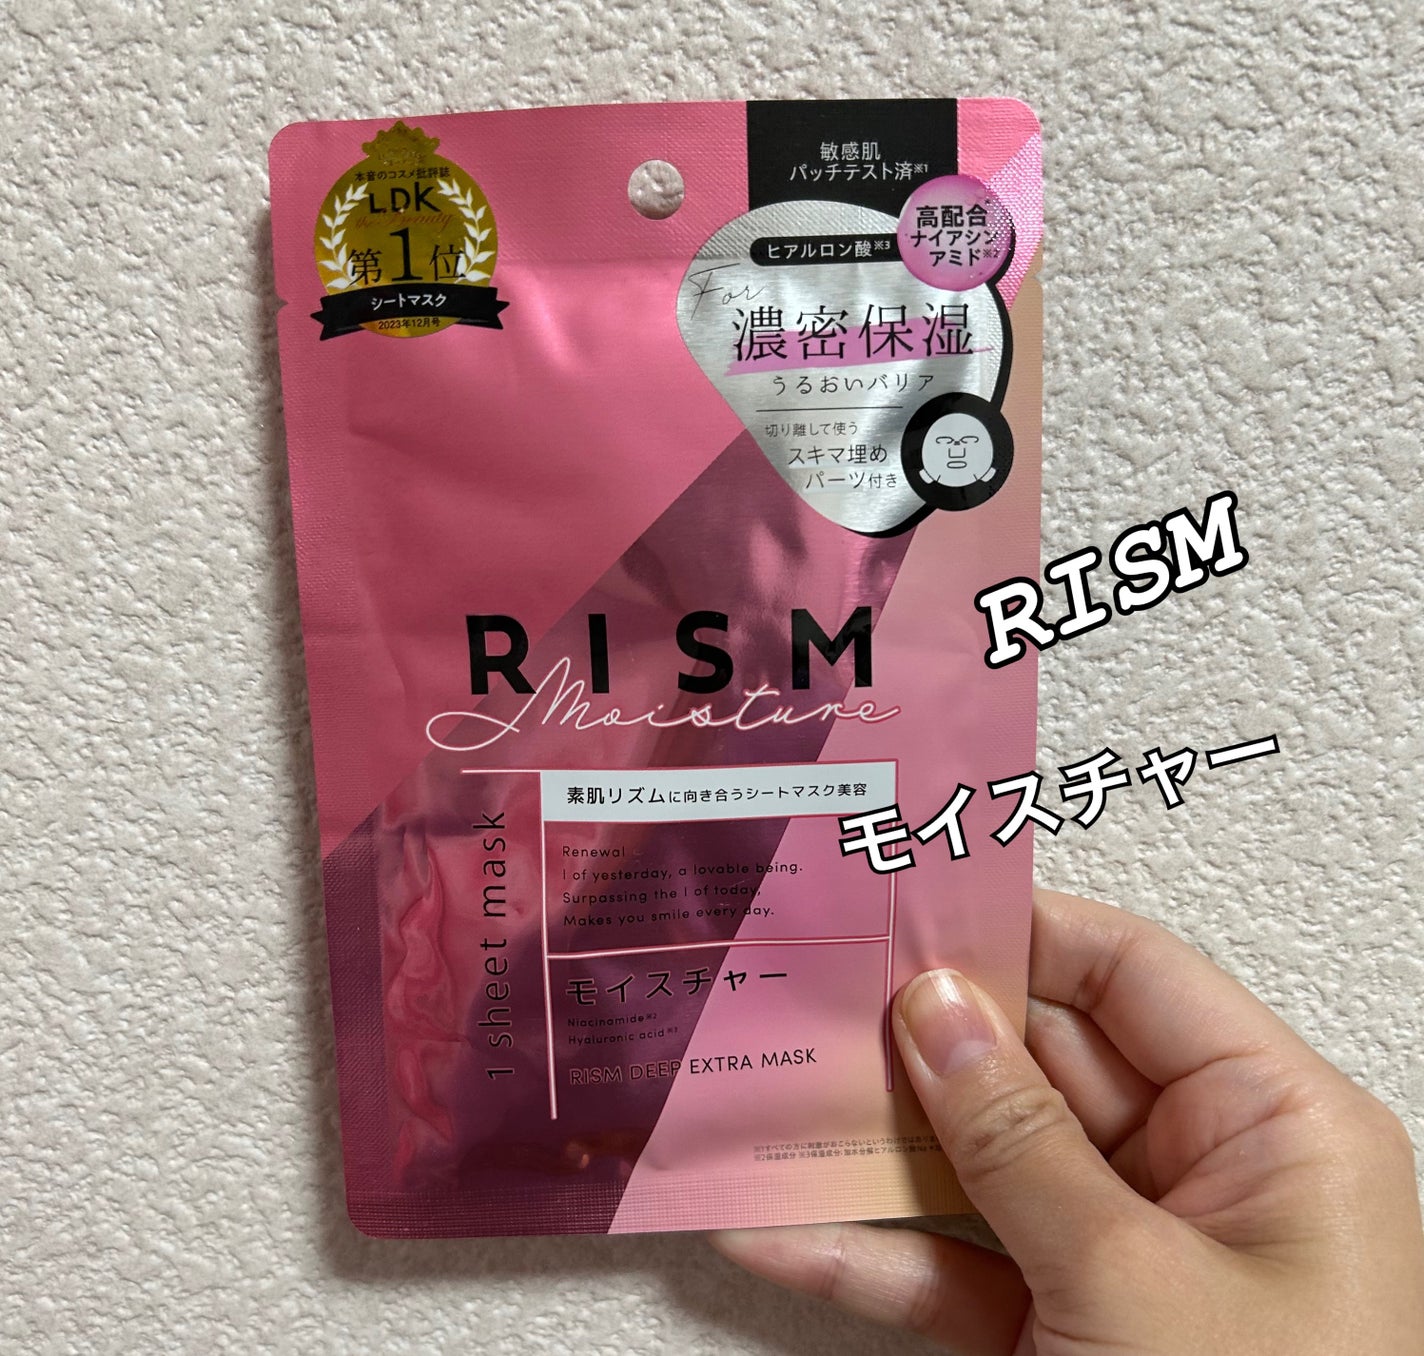 本音のコスメ批評誌
LDK
the Beauty
第1位
シートマスク
2023年12月号
敏感肌
パッチテスト済※1
高配合
ナイアシン
アミド※2
ヒアルロン酸※3
For
濃密保湿
うるおいバリア
切り離して使う
スキマ埋め
パーツ付き
RISM
Moisture
RISM
モイスチャー
素肌リズムに向き合うシートマスク美容
1 sheet mask
Renewal
I of yesterday, a lovable being.
Surpassing the I of today,
Makes you smile every day.
モイスチャー
Niacinamide※2
Hyaluronic acid※3
RISM DEEP EXTRA MASK